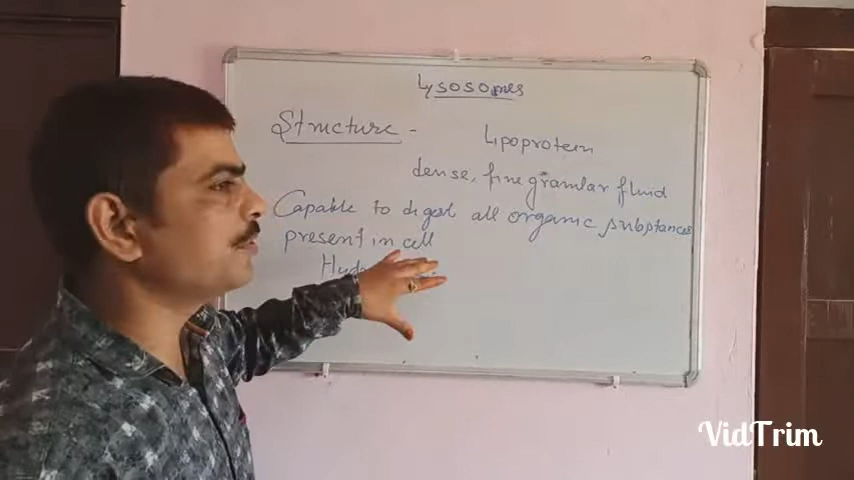 Lysosomes
Structure -
Lipoprotein
dense, fine granular fluid
Capable to digest all organic substances
present in cell
VidTrim